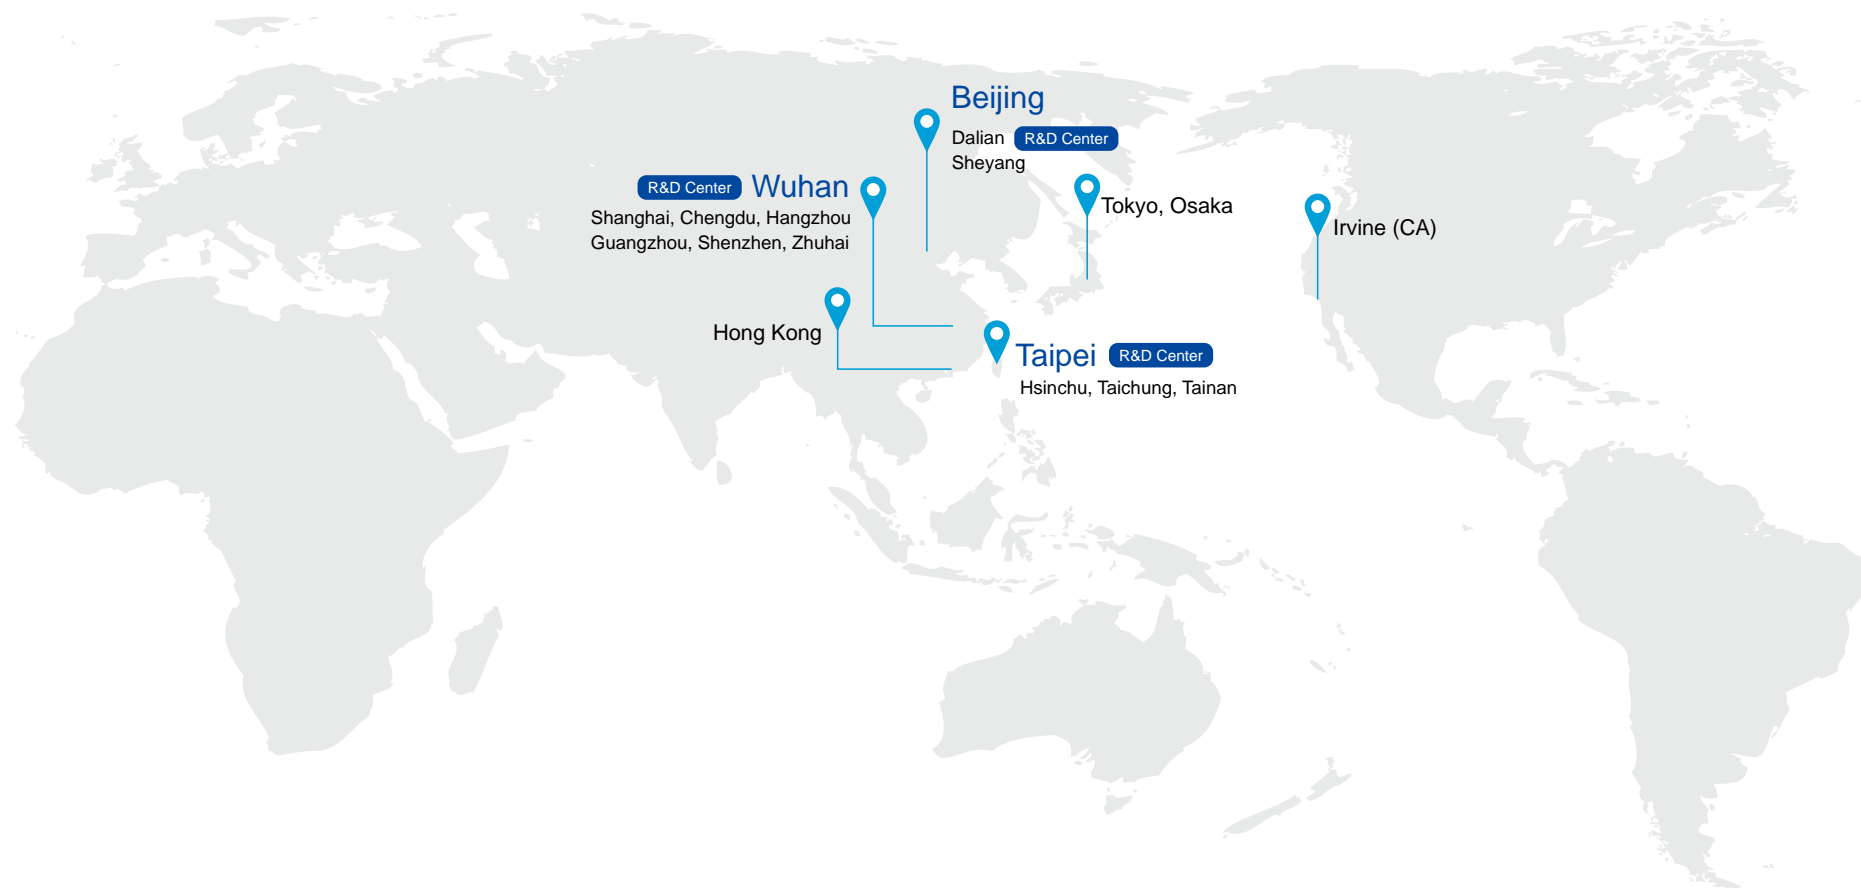 Beijing
Dalian R&D Center
Sheyang
R&D Center Wuhan
Shanghai, Chengdu, Hangzhou
Guangzhou, Shenzhen, Zhuhai
Tokyo, Osaka
Irvine (CA)
Hong Kong
Taipei R&D Center
Hsinchu, Taichung, Tainan